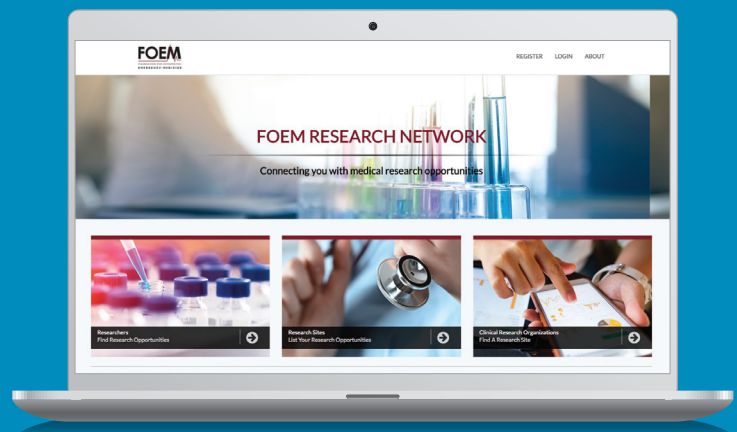 FOEM
REGISTER LOGIN ABOUT
FOEM RESEARCH NETWORK
Connecting you with medical research opportunities
Researchers
Find Research Opportunities
Research Sites
List Your Research Opportunities
Clinical Research Organizations
Find A Research Site